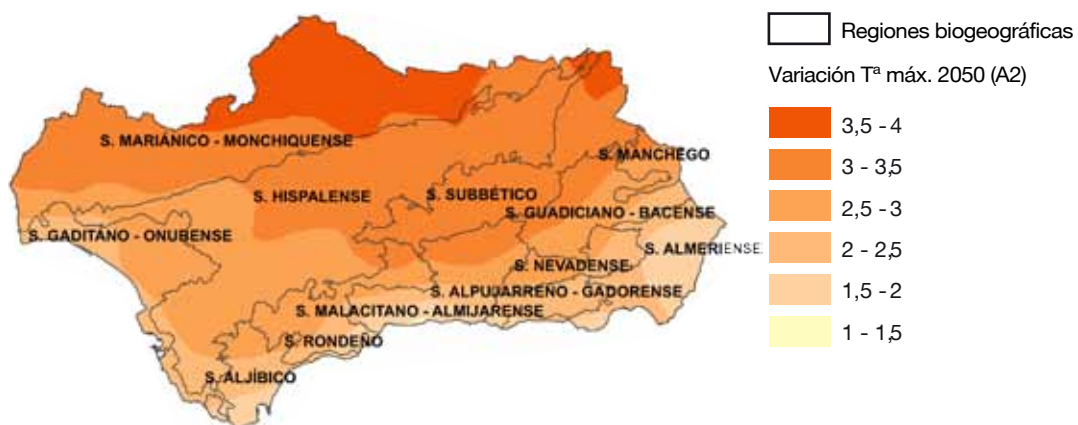 S. MARIÁNICO - MONCHIQUENSE
S. MANCHEGO
S. HISPALENSE
S. SUBBÉTICO
S. GUADICIANO - BACENSE
S. GADITANO - ONUBENSE
S. ALMERIENSE
S. NEVADENSE
S. ALPUJARREÑO - GADORENSE
S. MALACITANO - ALMIJARENSE
S. RONDEÑO
S. ALJÍBICO
Regiones biogeográficas
Variación Tª máx. 2050 (A2)
3,5 - 4
3 - 3,5
2,5 - 3
2 - 2,5
1,5 - 2
1 - 1,5